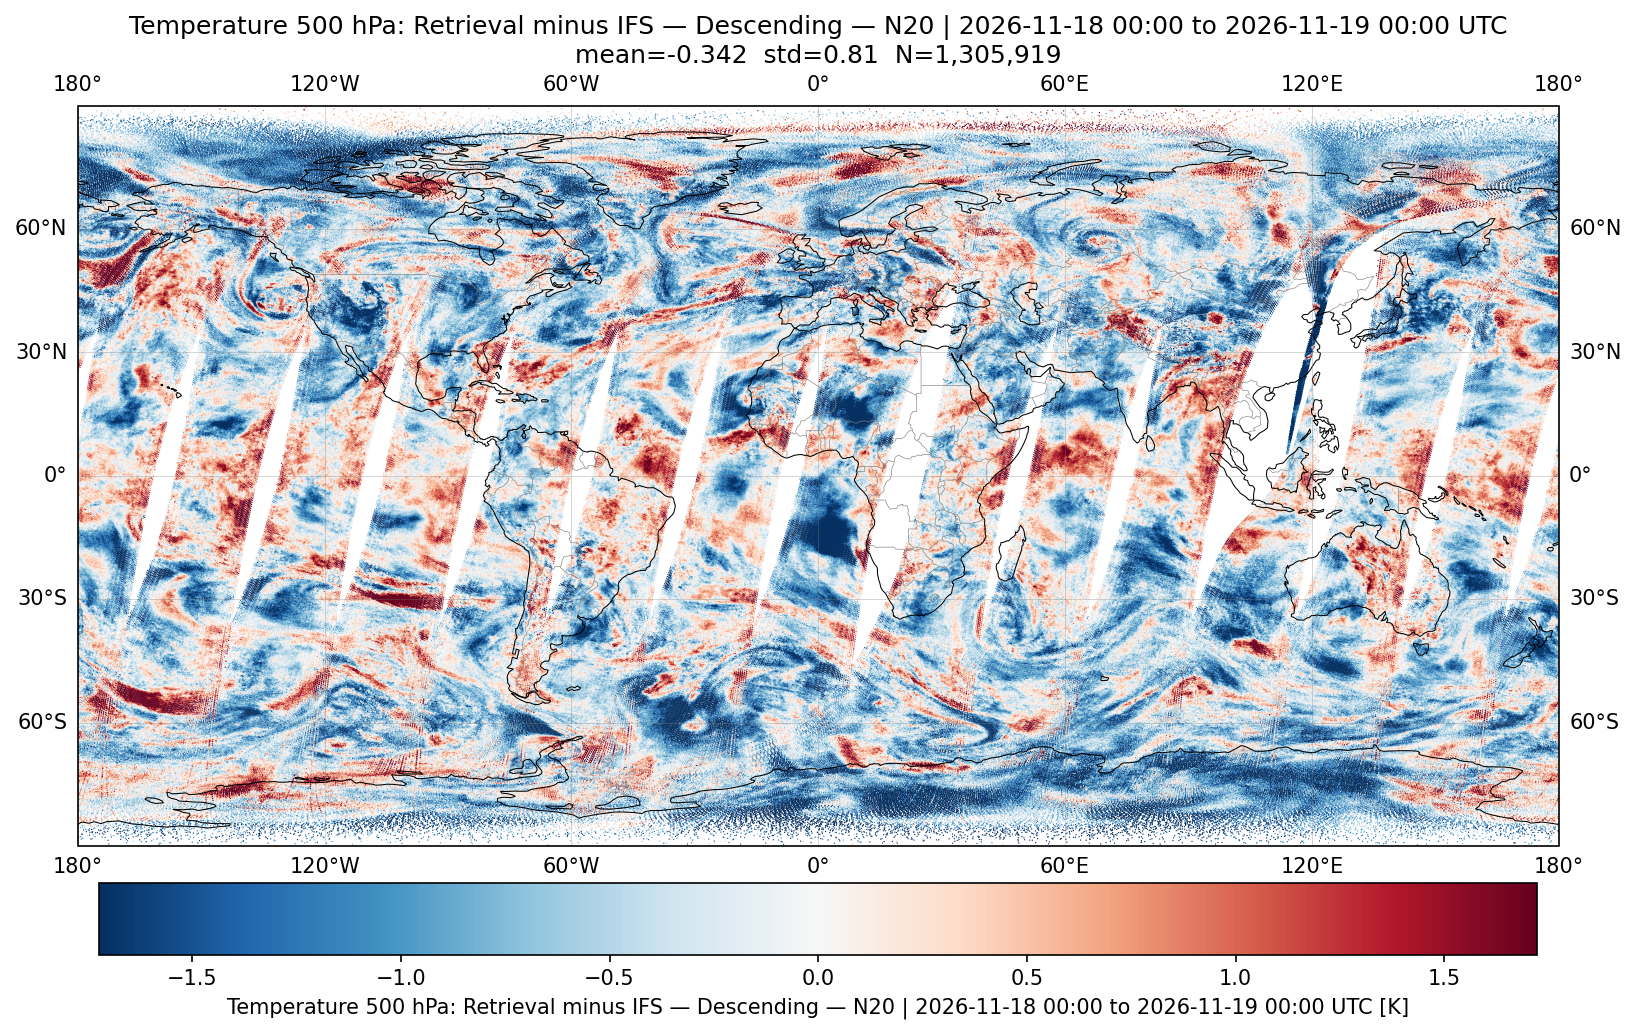 Temperature 500 hPa: Retrieval minus IFS — Descending — N20 | 2026-11-18 00:00 to 2026-11-19 00:00 UTC
mean=-0.342  std=0.81  N=1,305,919
180° 120°W 60°W 0° 60°E 120°E 180°
60°N 60°N
30°N 30°N
0° 0°
30°S 30°S
60°S 60°S
180° 120°W 60°W 0° 60°E 120°E 180°
−1.5 −1.0 −0.5 0.0 0.5 1.0 1.5
Temperature 500 hPa: Retrieval minus IFS — Descending — N20 | 2026-11-18 00:00 to 2026-11-19 00:00 UTC [K]